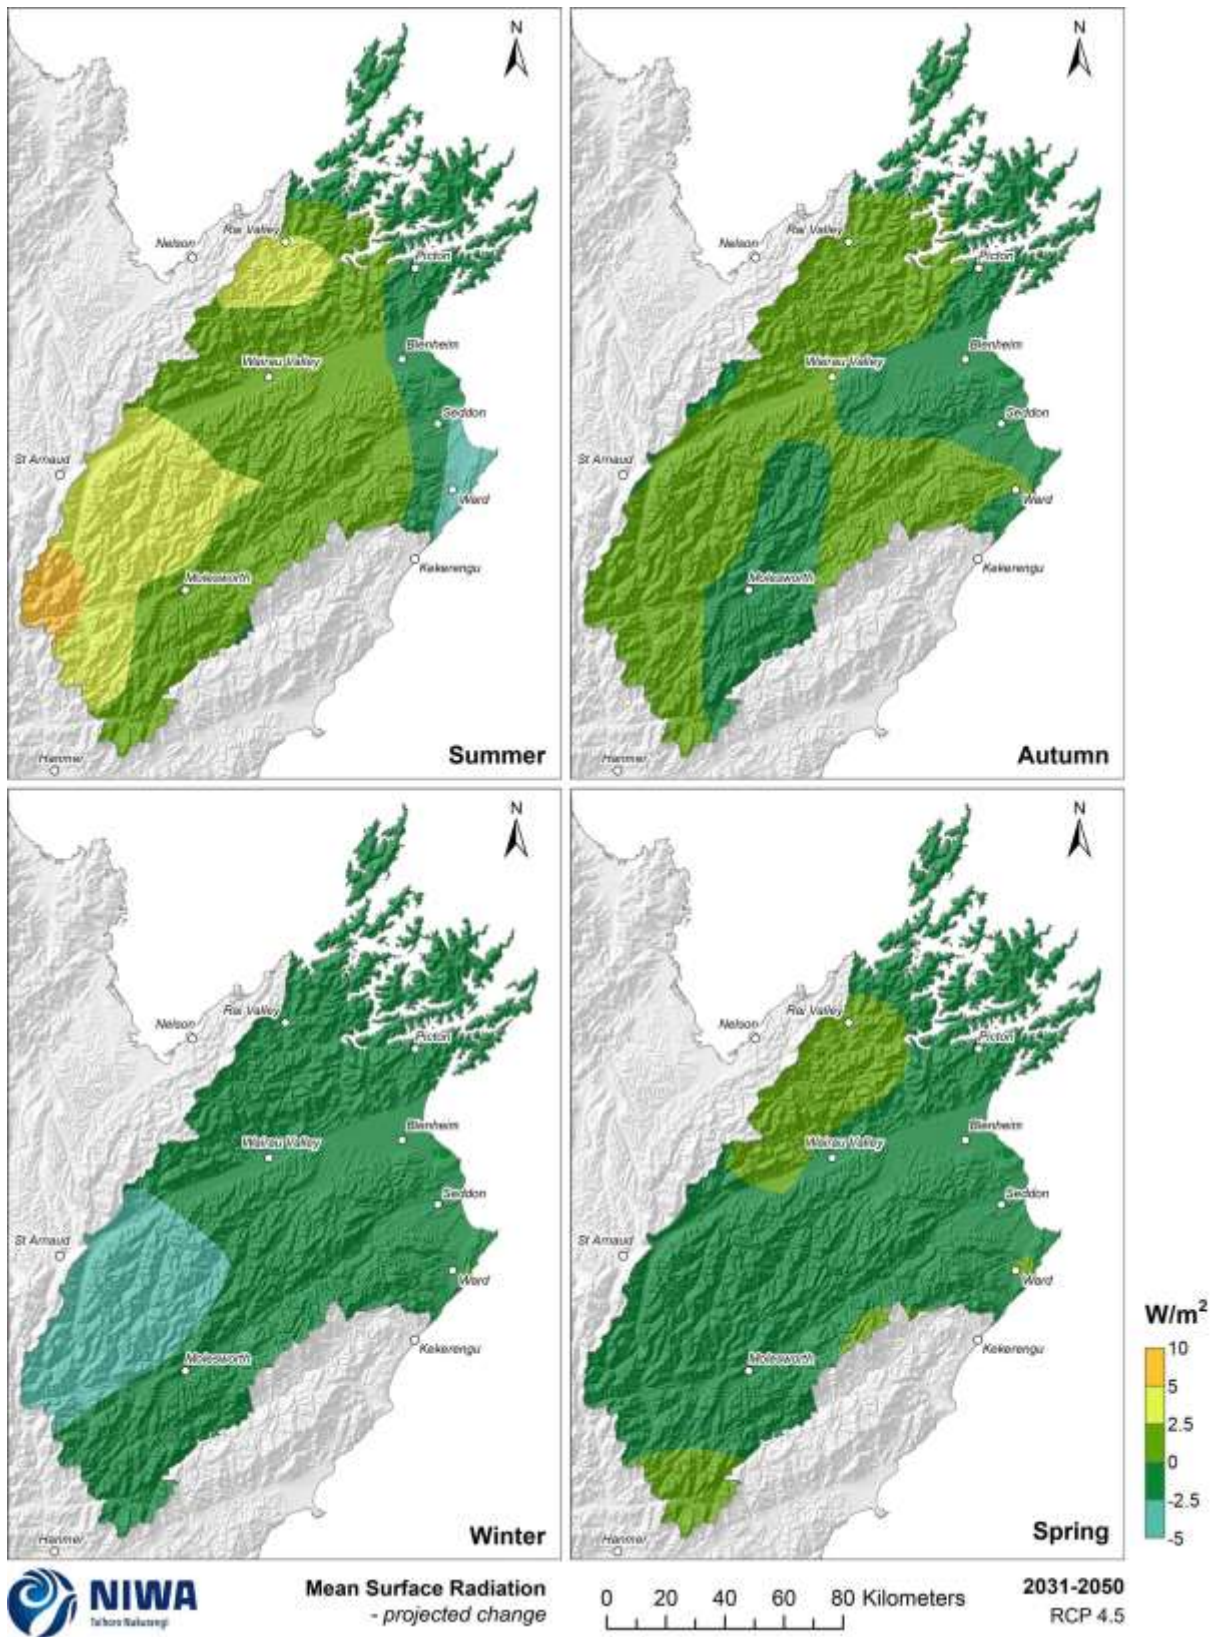 N
Nelson
Rai Valley
Picton
Wairau Valley
Blenheim
Seddon
St Arnaud
Ward
Molesworth
Kekerengu
Hanmer
Summer
N
Nelson
Rai Valley
Picton
Wairau Valley
Blenheim
Seddon
St Arnaud
Ward
Molesworth
Kekerengu
Hanmer
Autumn
N
Nelson
Rai Valley
Picton
Wairau Valley
Blenheim
Seddon
St Arnaud
Ward
Molesworth
Kekerengu
Hanmer
Winter
N
Nelson
Rai Valley
Picton
Wairau Valley
Blenheim
Seddon
St Arnaud
Ward
Molesworth
Kekerengu
Hanmer
Spring
W/m²
10
5
2.5
0
-2.5
-5
NIWA
Taihoro Nukurangi
Mean Surface Radiation
- projected change
0 20 40 60 80 Kilometers
2031-2050
RCP 4.5